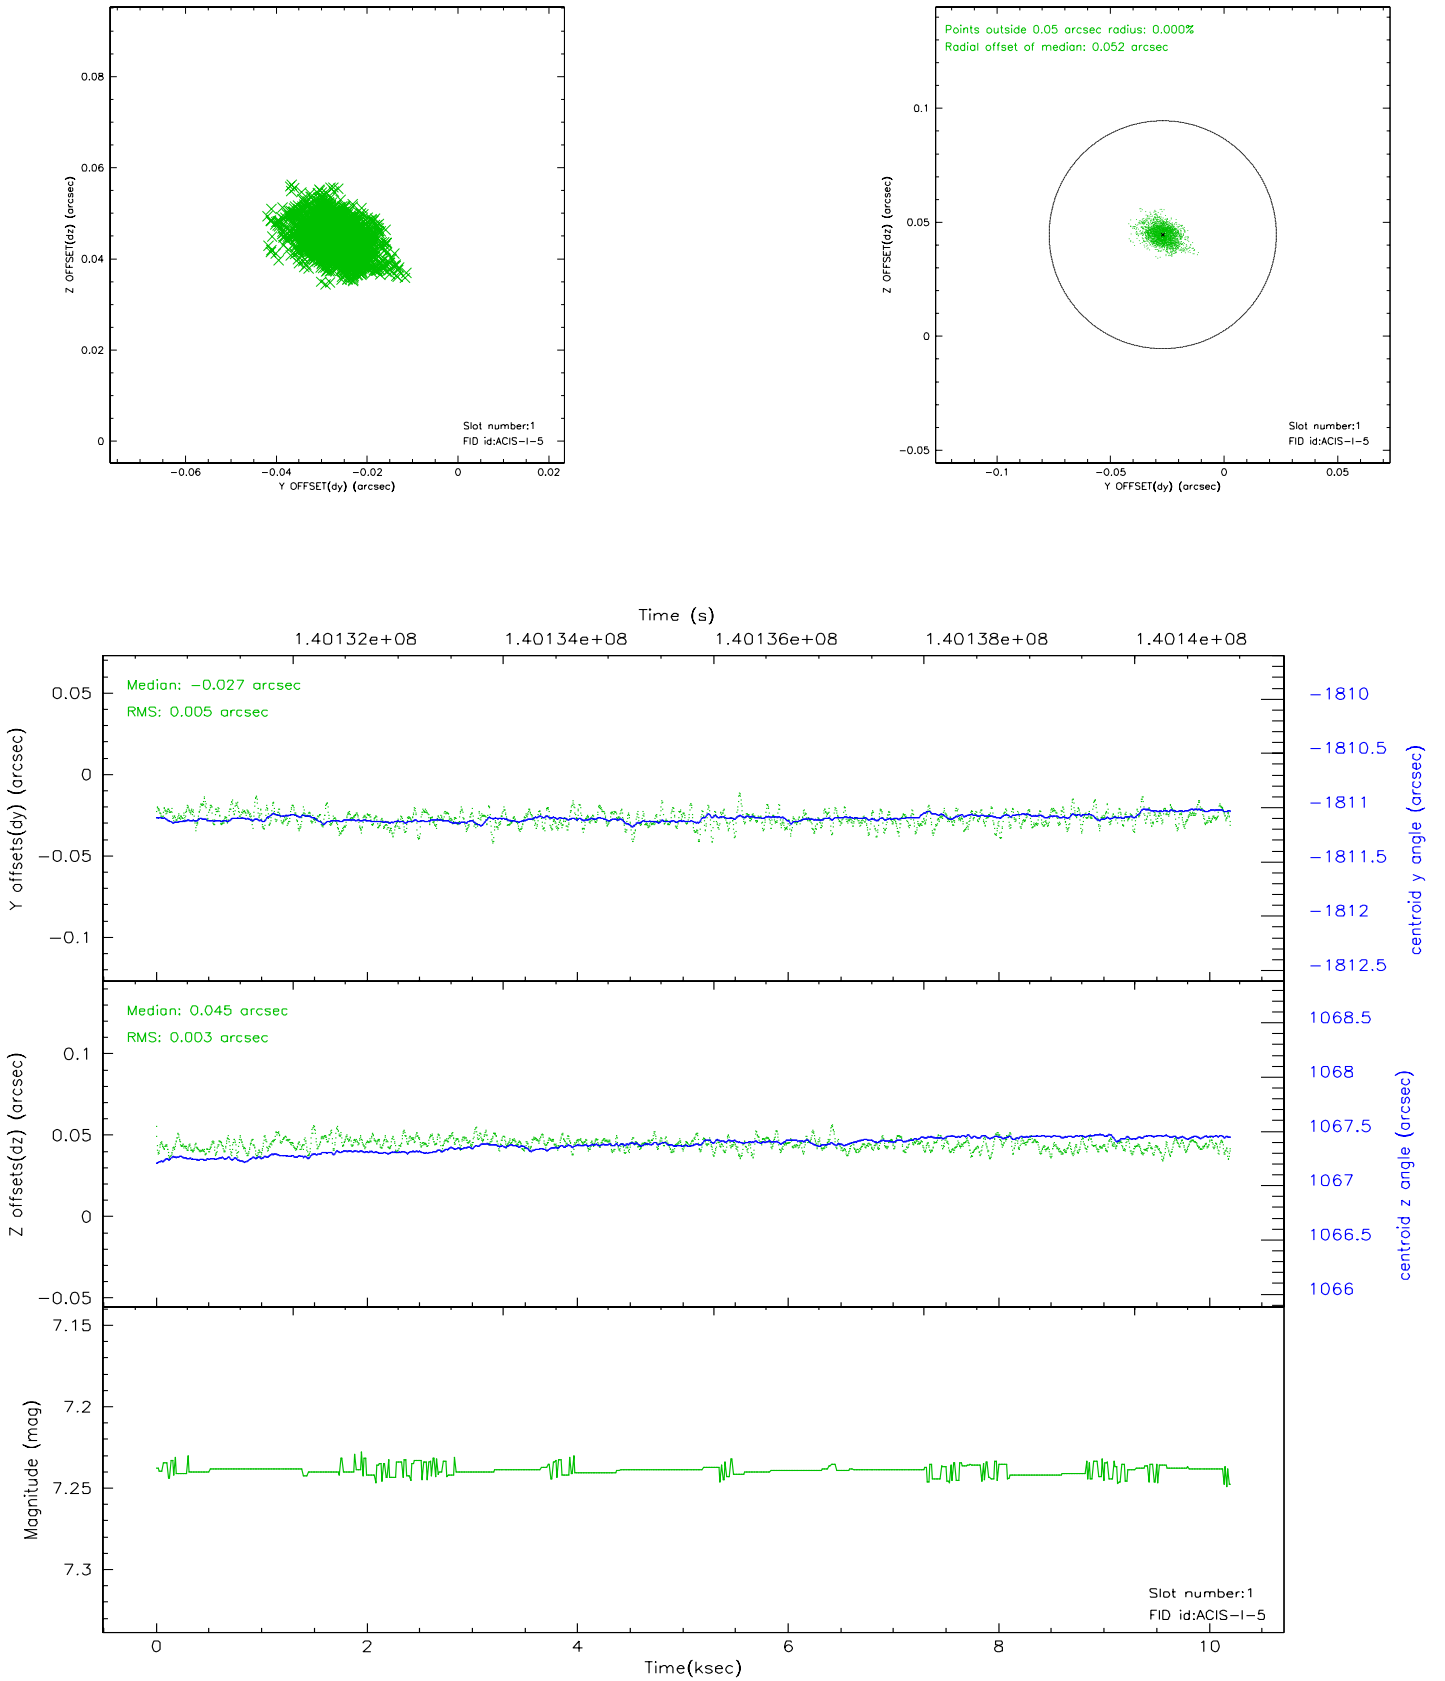 0.08
0.06
0.04
0.02
0
Z OFFSET(dz) (arcsec)
Slot number:1
FID id:ACIS-I-5
-0.06 -0.04 -0.02 0 0.02
Y OFFSET(dy) (arcsec)
Points outside 0.05 arcsec radius: 0.000%
Radial offset of median: 0.052 arcsec
0.1
0.05
0
-0.05
Z OFFSET(dz) (arcsec)
Slot number:1
FID id:ACIS-I-5
-0.1 -0.05 0 0.05
Y OFFSET(dy) (arcsec)
Time (s)
1.40132e+08 1.40134e+08 1.40136e+08 1.40138e+08 1.4014e+08
Median: -0.027 arcsec
RMS: 0.005 arcsec
0.05
0
-0.05
-0.1
Y offsets(dy) (arcsec)
-1810
-1810.5
-1811
-1811.5
-1812
-1812.5
centroid y angle (arcsec)
Median: 0.045 arcsec
RMS: 0.003 arcsec
0.1
0.05
0
-0.05
Z offsets(dz) (arcsec)
1068.5
1068
1067.5
1067
1066.5
1066
centroid z angle (arcsec)
7.15
7.2
7.25
7.3
Magnitude (mag)
Slot number:1
FID id:ACIS-I-5
0 2 4 6 8 10
Time(ksec)